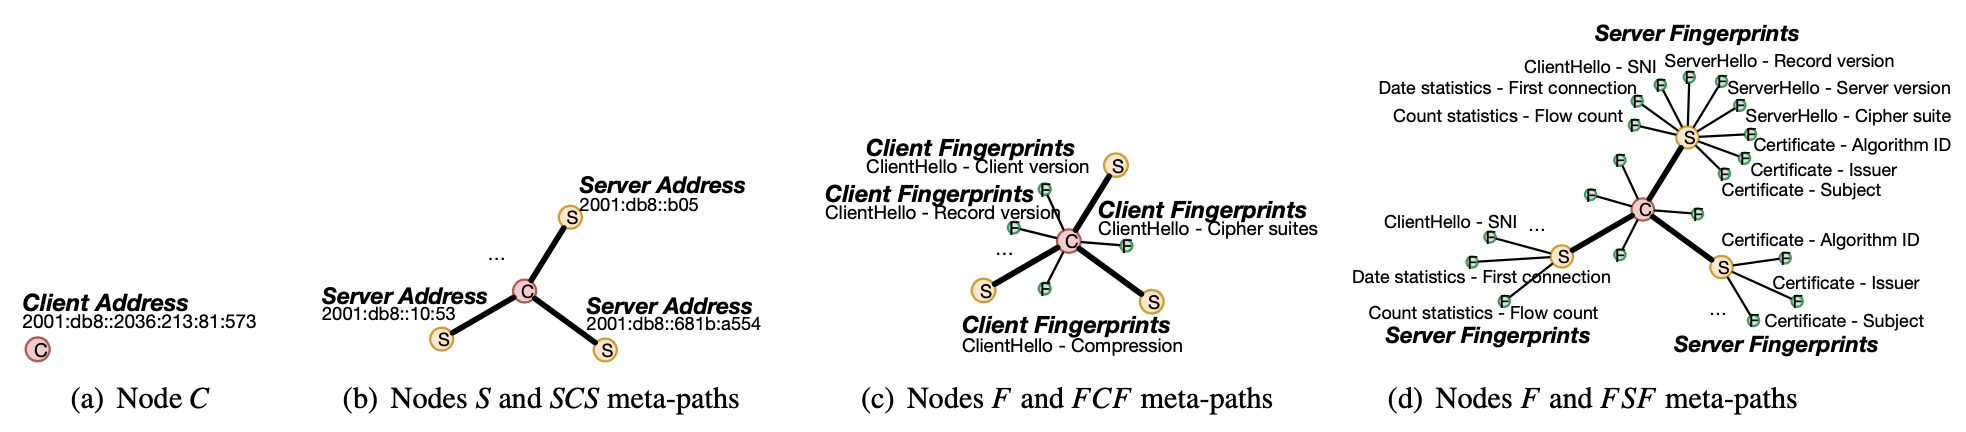 Client Address
2001:db8::2036:213:81:573
C
(a) Node C
Server Address
2001:db8::b05
S
...
C
Server Address
2001:db8::10:53
S
Server Address
2001:db8::681b:a554
S
(b) Nodes S and SCS meta-paths
Client Fingerprints
ClientHello - Client version
S
F
Client Fingerprints
ClientHello - Record version
F
Client Fingerprints
ClientHello - Cipher suites
C
F
...
S
F
S
Client Fingerprints
ClientHello - Compression
(c) Nodes F and FCF meta-paths
Server Fingerprints
ClientHello - SNI
ServerHello - Record version
Date statistics - First connection
ServerHello - Server version
Count statistics - Flow count
ServerHello - Cipher suite
F
F
F
F
F
F
F
F
F
S
Certificate - Algorithm ID
Certificate - Issuer
Certificate - Subject
F
F
C
F
F
ClientHello - SNI
...
F
S
F
Date statistics - First connection
F
Count statistics - Flow count
Server Fingerprints
Certificate - Algorithm ID
S
F
Certificate - Issuer
F
...
F
Certificate - Subject
Server Fingerprints
(d) Nodes F and FSF meta-paths